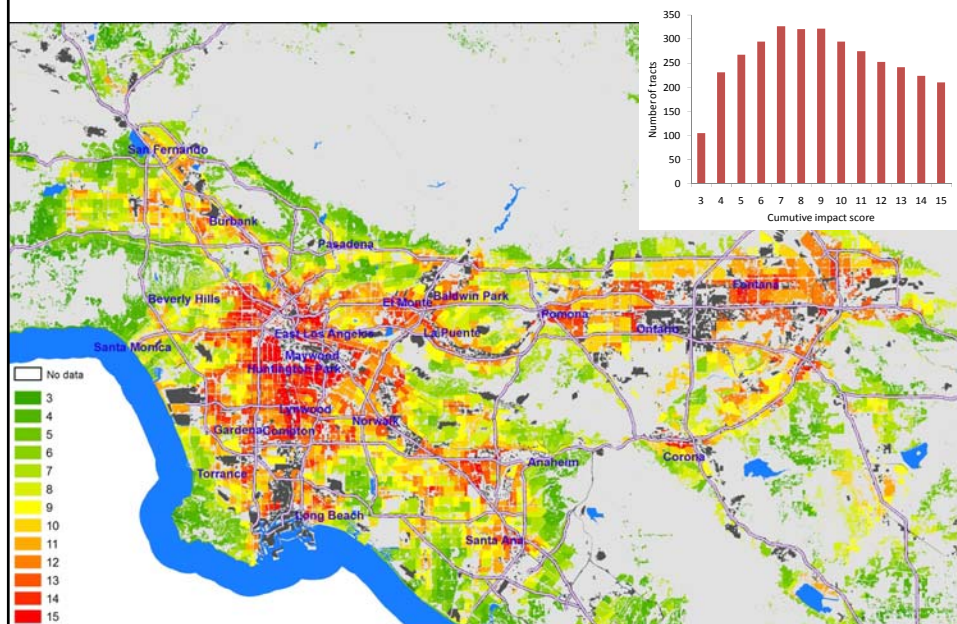 350
300
250
200
150
100
50
0
Number of tracts
3 4 5 6 7 8 9 10 11 12 13 14 15
Cumutive impact score
San Fernando
Burbank
Pasadena
Beverly Hills
El Monte
Baldwin Park
Fontana
Pomona
Ontario
East Los Angeles
La Puente
Santa Monica
Maywood
Huntington Park
Lynwood
Norwalk
Gardena
Compton
Anaheim
Corona
Torrance
Long Beach
Santa Ana
No data
3
4
5
6
7
8
9
10
11
12
13
14
15